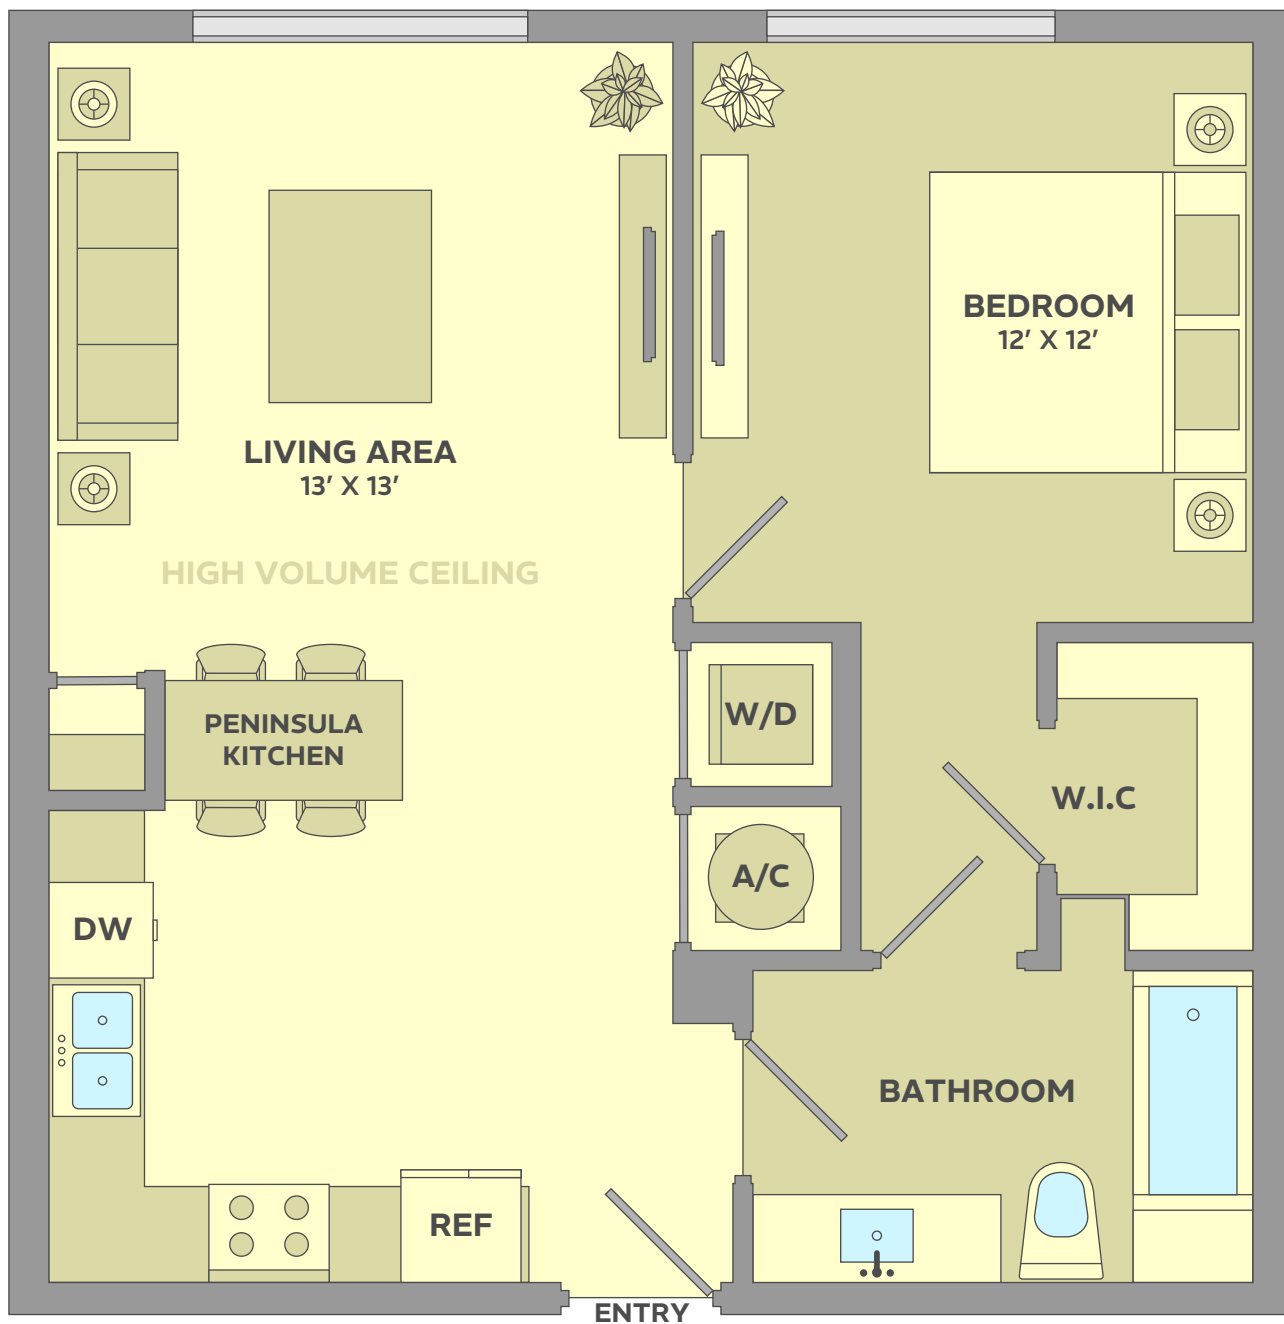 BEDROOM
12’ X 12’
LIVING AREA
13’ X 13’
HIGH VOLUME CEILING
PENINSULA
KITCHEN
W/D
W.I.C
A/C
DW
BATHROOM
REF
ENTRY